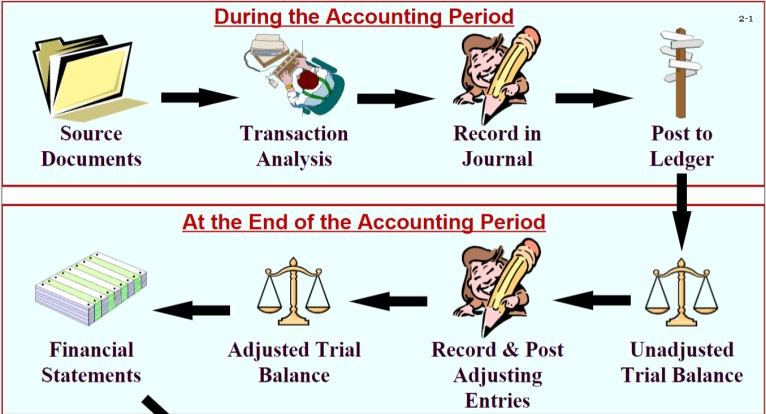 During the Accounting Period
2-1
Source
Documents
Transaction
Analysis
Record in
Journal
Post to
Ledger
At the End of the Accounting Period
Financial
Statements
Adjusted Trial
Balance
Record & Post
Adjusting
Entries
Unadjusted
Trial Balance